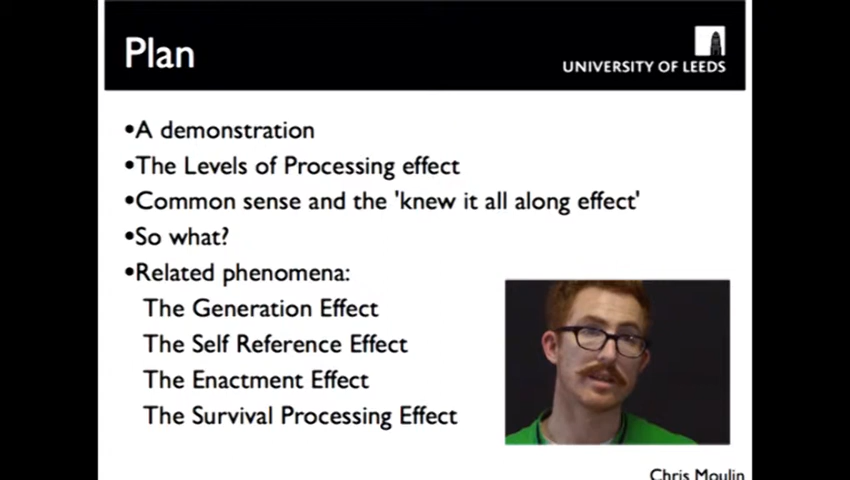 Plan
UNIVERSITY OF LEEDS
•A demonstration
•The Levels of Processing effect
•Common sense and the 'knew it all along effect'
•So what?
•Related phenomena:
The Generation Effect
The Self Reference Effect
The Enactment Effect
The Survival Processing Effect
Chris Moulin